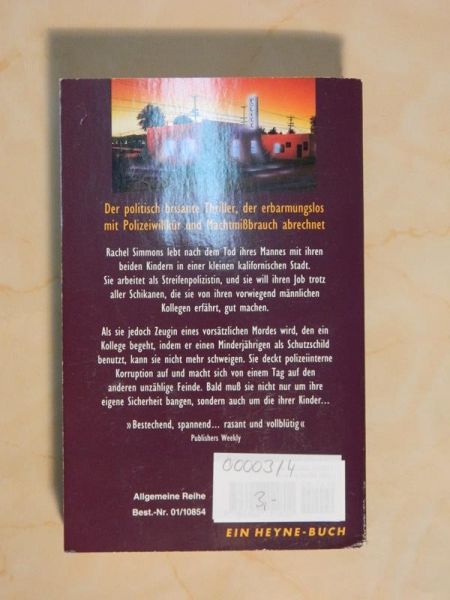 Der politisch brisante Thriller, der erbarmungslos
mit Polizeiwillkür und Machtmißbrauch abrechnet
Rachel Simmons lebt nach dem Tod ihres Mannes mit ihren
beiden Kindern in einer kleinen kalifornischen Stadt.
Sie arbeitet als Streifenpolizistin, und sie will ihren Job trotz
aller Schikanen, die sie von ihren vorwiegend männlichen
Kollegen erfährt, gut machen.
Als sie jedoch Zeugin eines vorsätzlichen Mordes wird, den ein
Kollege begeht, indem er einen Minderjährigen als Schutzschild
benutzt, kann sie nicht mehr schweigen. Sie deckt polizeiinterne
Korruption auf und macht sich von einem Tag auf den
anderen unzählige Feinde. Bald muß sie nicht nur um ihre
eigene Sicherheit bangen, sondern auch um die ihrer Kinder...
»Bestechend, spannend... rasant und vollblütig«
Publishers Weekly
00003/4
3,-
Allgemeine Reihe
Best.-Nr. 01/10854
EIN HEYNE-BUCH